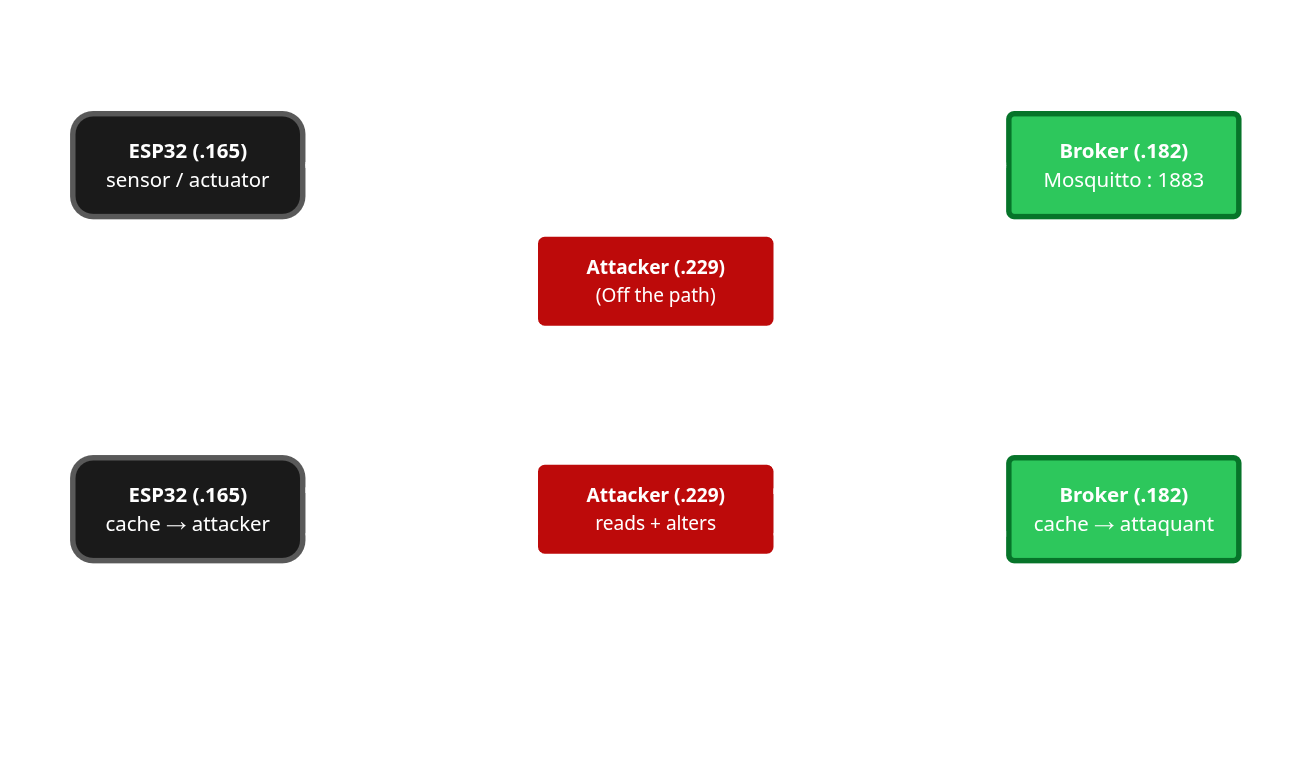 ESP32 (.165)
sensor / actuator
Broker (.182)
Mosquitto : 1883
Attacker (.229)
(Off the path)
ESP32 (.165)
cache → attacker
Attacker (.229)
reads + alters
Broker (.182)
cache → attaquant